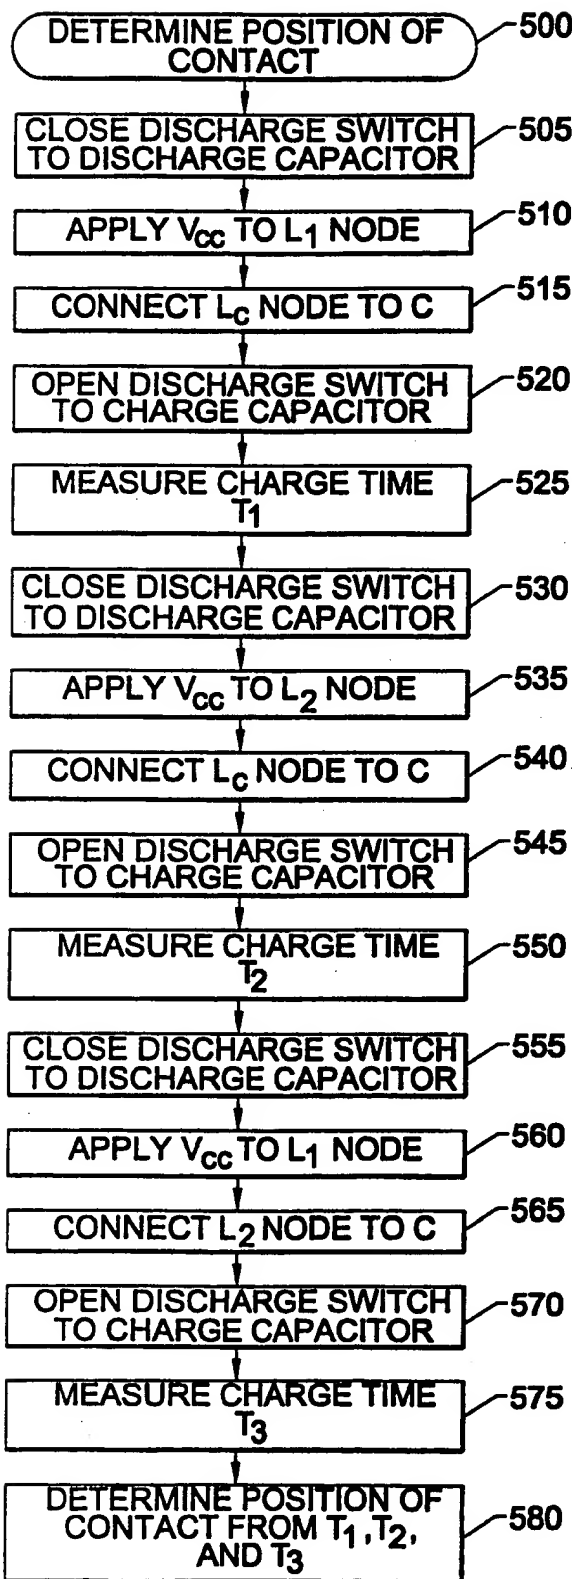 DETERMINE POSITION OF
CONTACT
500
CLOSE DISCHARGE SWITCH
TO DISCHARGE CAPACITOR
505
APPLY VCC TO L1 NODE
510
CONNECT LC NODE TO C
515
OPEN DISCHARGE SWITCH
TO CHARGE CAPACITOR
520
MEASURE CHARGE TIME
T1
525
CLOSE DISCHARGE SWITCH
TO DISCHARGE CAPACITOR
530
APPLY VCC TO L2 NODE
535
CONNECT LC NODE TO C
540
OPEN DISCHARGE SWITCH
TO CHARGE CAPACITOR
545
MEASURE CHARGE TIME
T2
550
CLOSE DISCHARGE SWITCH
TO DISCHARGE CAPACITOR
555
APPLY VCC TO L1 NODE
560
CONNECT L2 NODE TO C
565
OPEN DISCHARGE SWITCH
TO CHARGE CAPACITOR
570
MEASURE CHARGE TIME
T3
575
DETERMINE POSITION OF
CONTACT FROM T1, T2,
AND T3
580